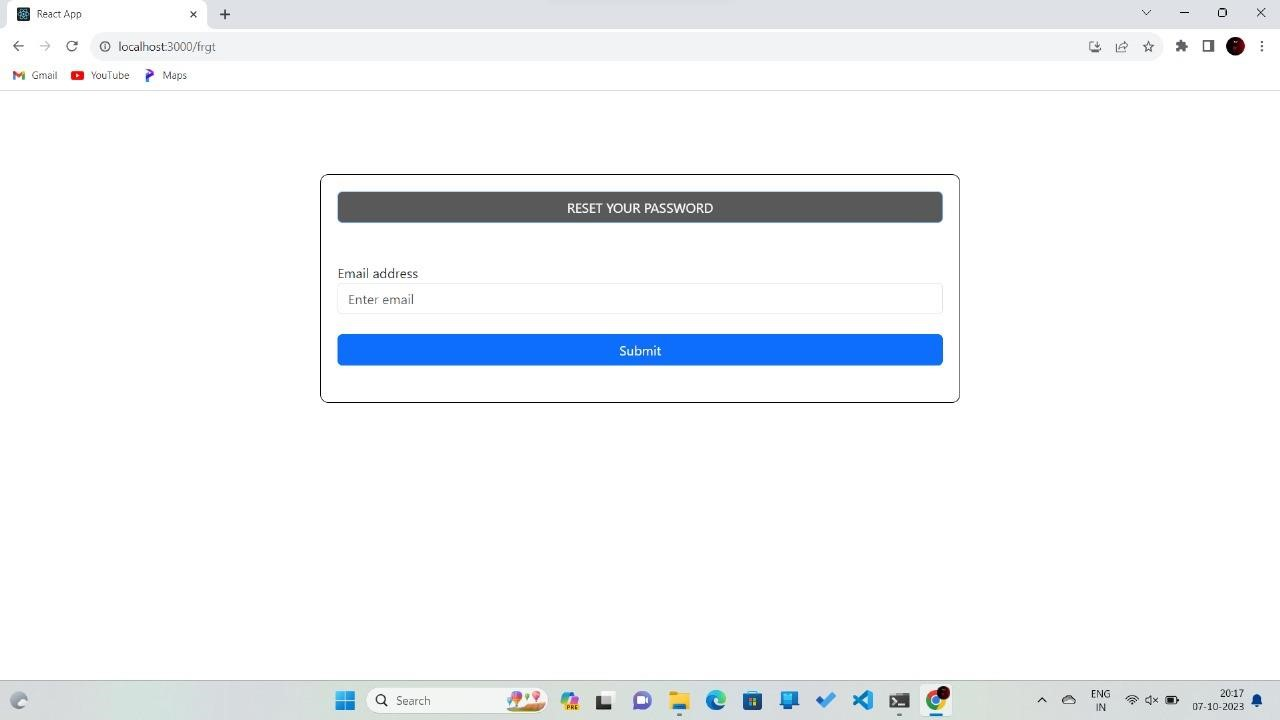 React App
localhost:3000/frgt
Gmail YouTube Maps
RESET YOUR PASSWORD
Email address
Enter email
Submit
Search
PRE
ENG
IN
20:17
07-10-2023